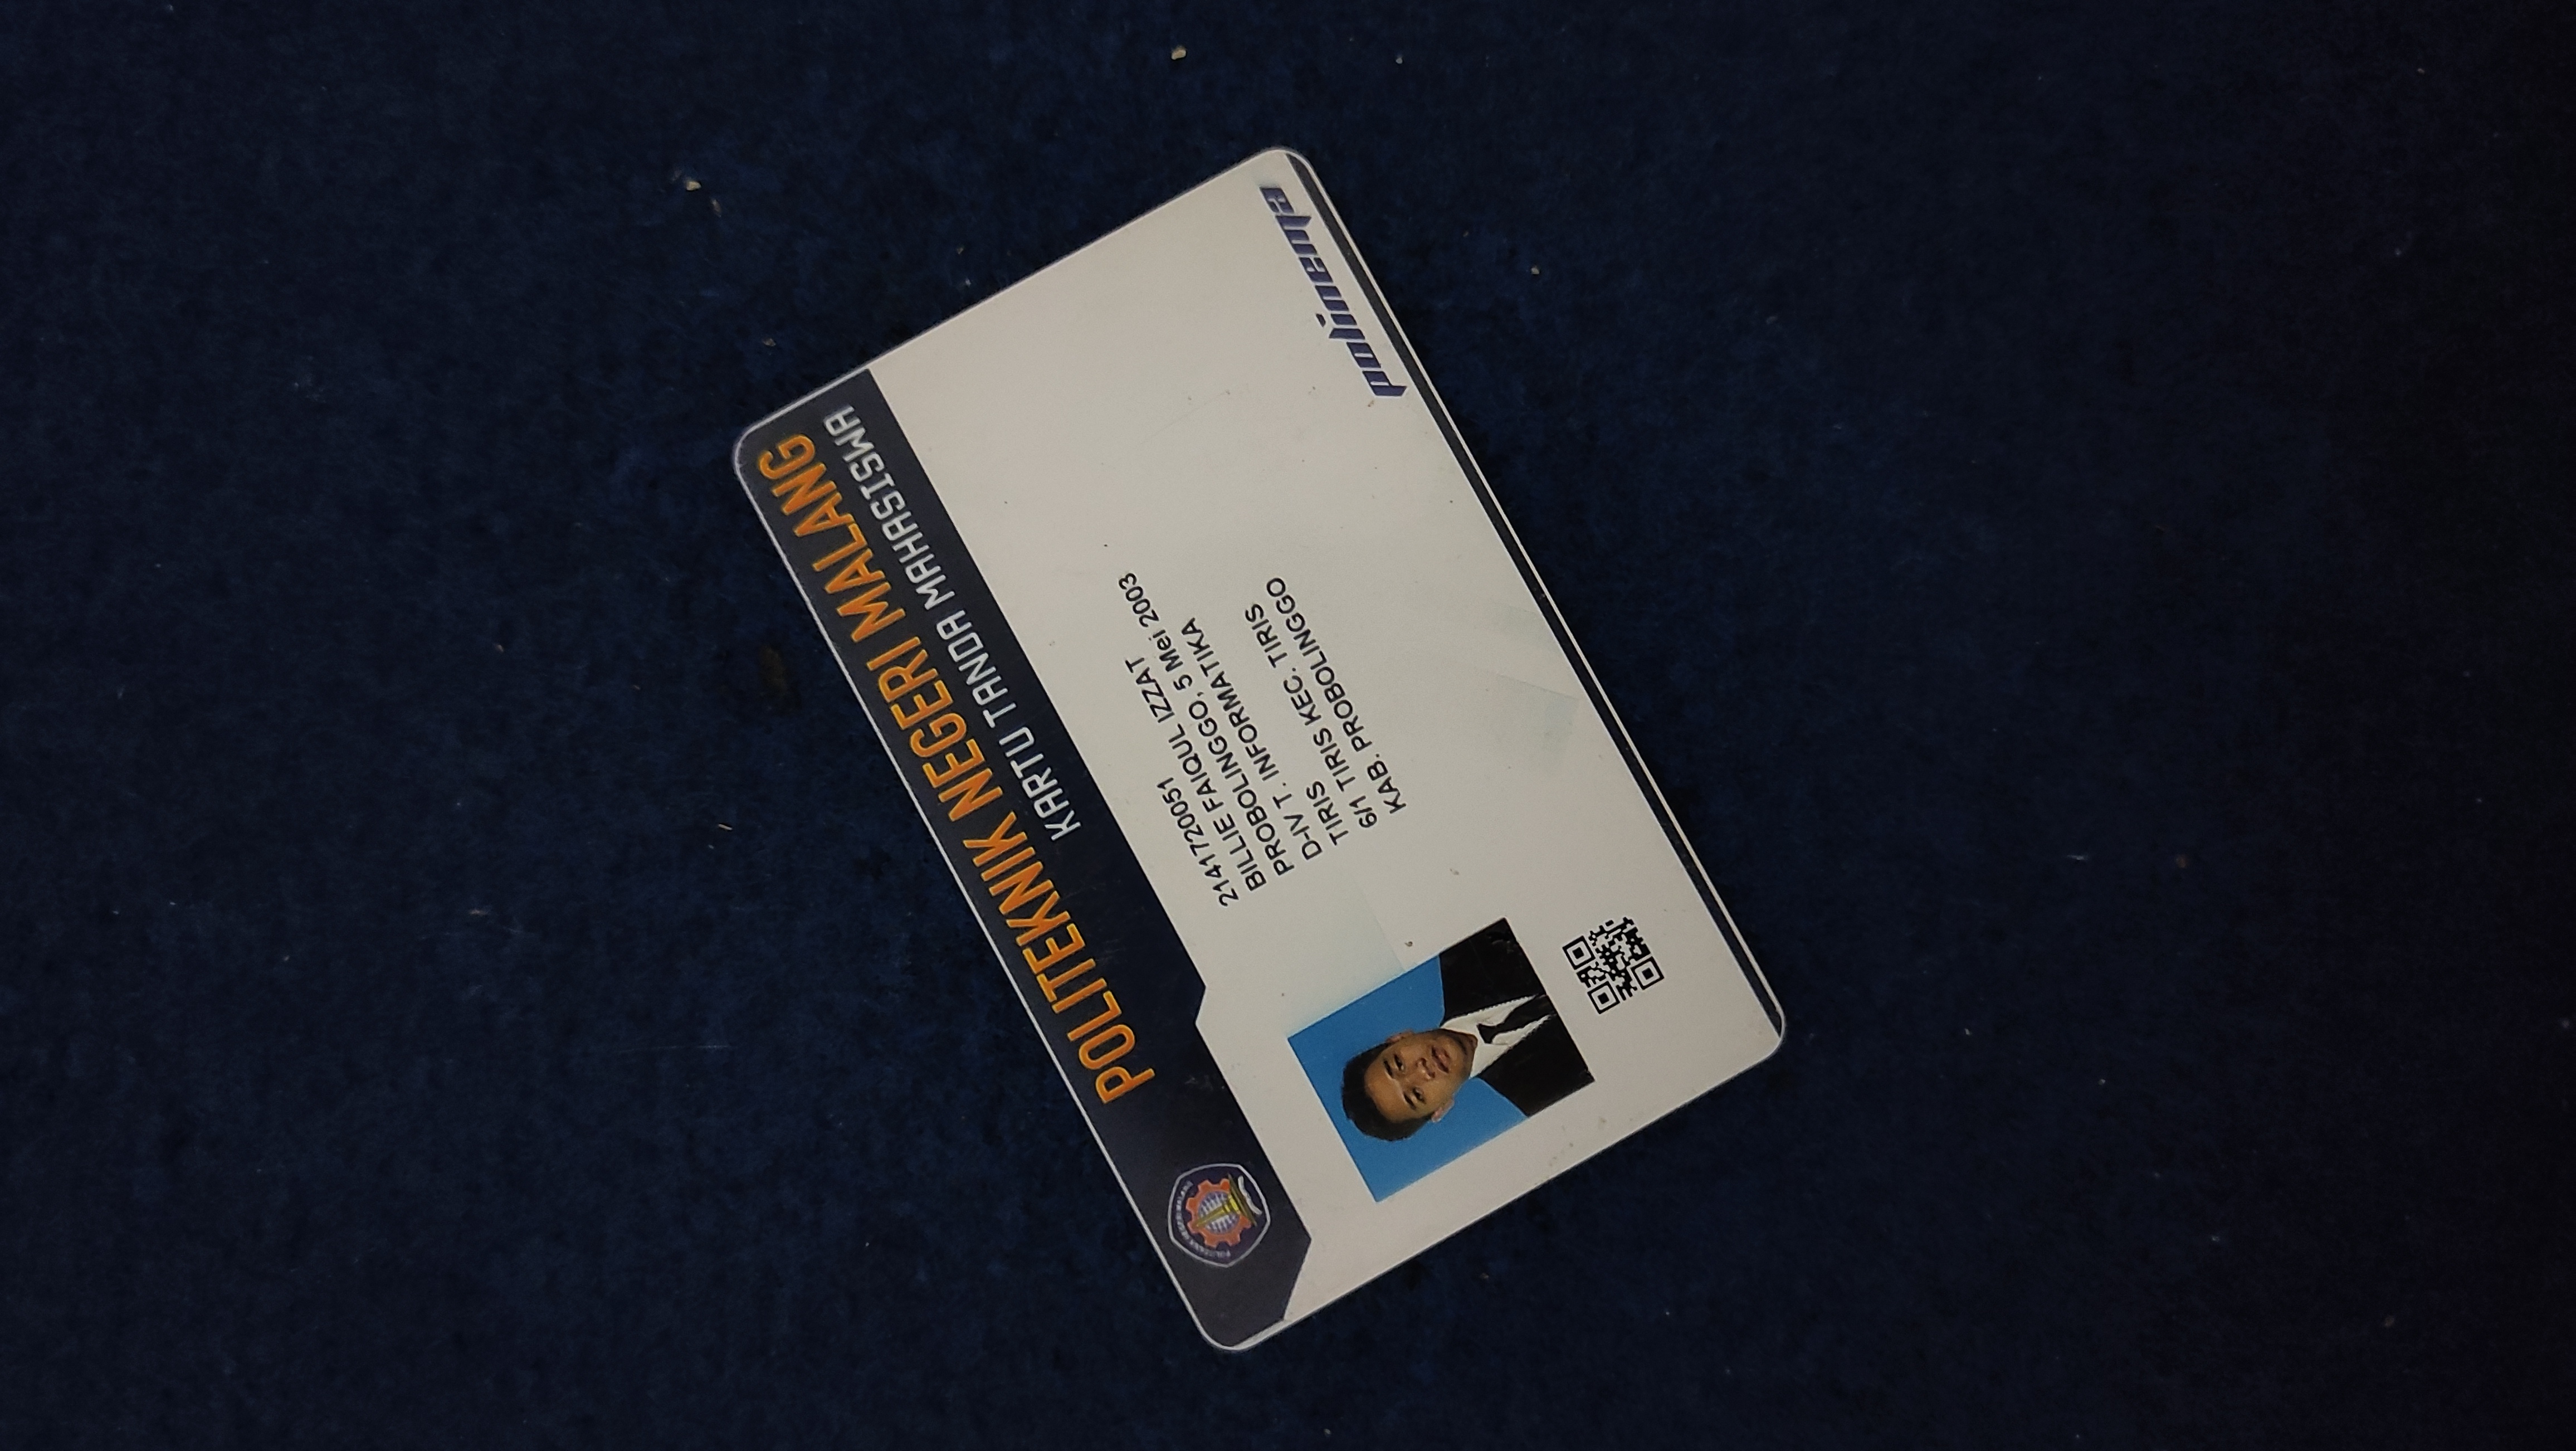 POLITEKNIK NEGERI MALANG
KARTU TANDA MAHASISWA
POLITEKNIK NEGERI MALANG
2141720051
BILLIE FAIQUL IZZAT
PROBOLINGGO, 5 Mei 2003
D-IV T. INFORMATIKA
TIRIS
6/1 TIRIS KEC. TIRIS
KAB. PROBOLINGGO
polinema